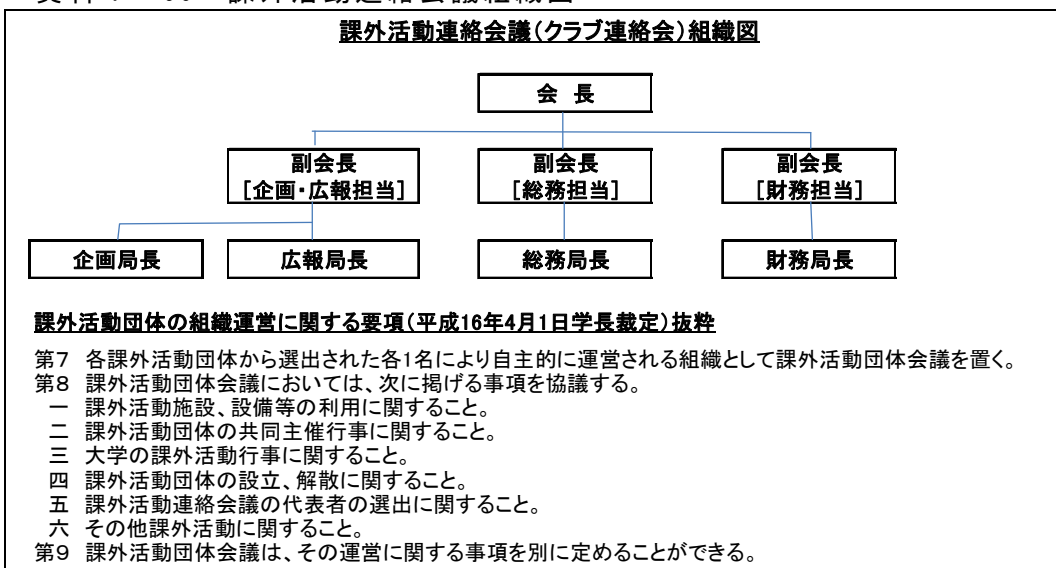 課外活動連絡会議(クラブ連絡会)組織図
会 長
副会長
[企画・広報担当]
副会長
[総務担当]
副会長
[財務担当]
企画局長
広報局長
総務局長
財務局長
課外活動団体の組織運営に関する要項(平成16年4月1日学長裁定)抜粋
第7 各課外活動団体から選出された各1名により自主的に運営される組織として課外活動団体会議を置く。
第8 課外活動団体会議においては、次に掲げる事項を協議する。
一 課外活動施設、設備等の利用に関すること。
二 課外活動団体の共同主催行事に関すること。
三 大学の課外活動行事に関すること。
四 課外活動団体の設立、解散に関すること。
五 課外活動連絡会議の代表者の選出に関すること。
六 その他課外活動に関すること。
第9 課外活動団体会議は、その運営に関する事項を別に定めることができる。